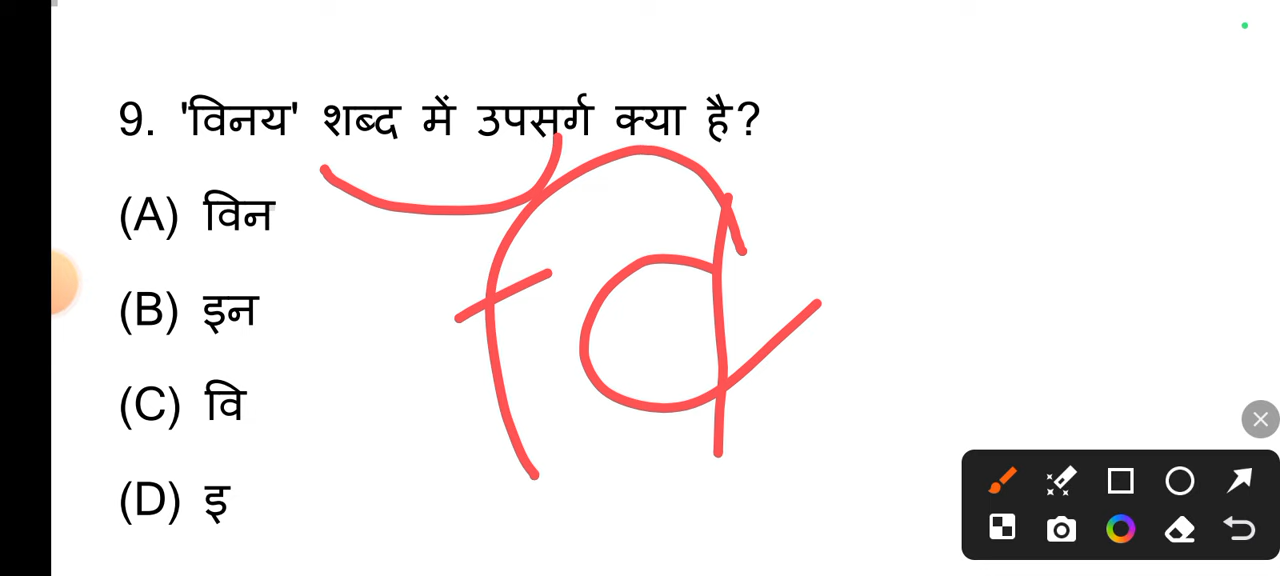 9. 'विनय' शब्द में उपसर्ग क्या है?
(A) विन
(B) इन
(C) वि
(D) इ
वि